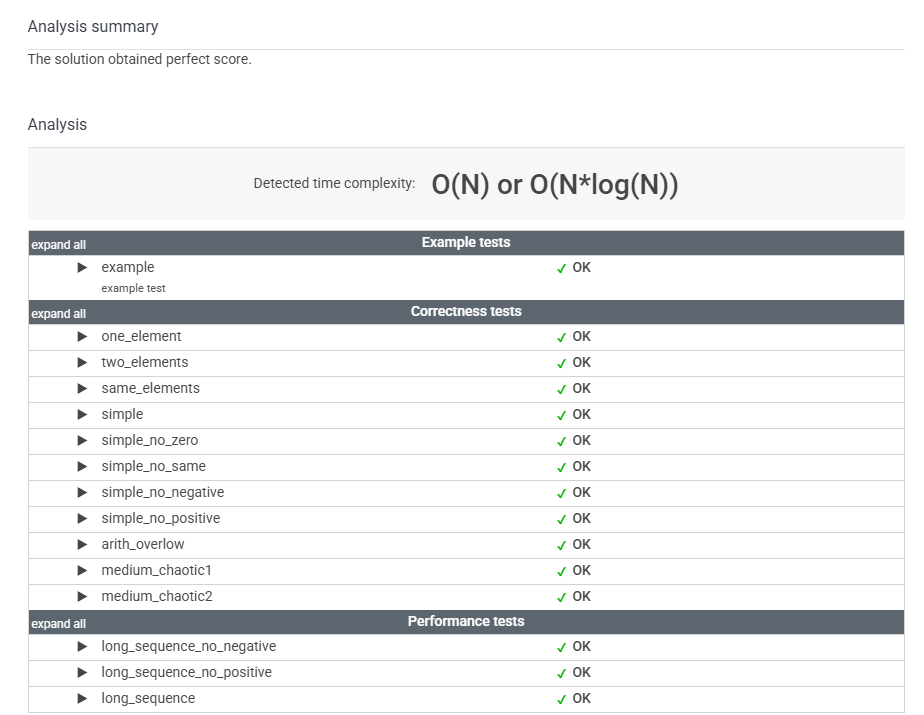 Analysis summary
The solution obtained perfect score.
Analysis
Detected time complexity: O(N) or O(N*log(N))
expand all Example tests
example OK
example test
expand all Correctness tests
one_element OK
two_elements OK
same_elements OK
simple OK
simple_no_zero OK
simple_no_same OK
simple_no_negative OK
simple_no_positive OK
arith_overlow OK
medium_chaotic1 OK
medium_chaotic2 OK
expand all Performance tests
long_sequence_no_negative OK
long_sequence_no_positive OK
long_sequence OK